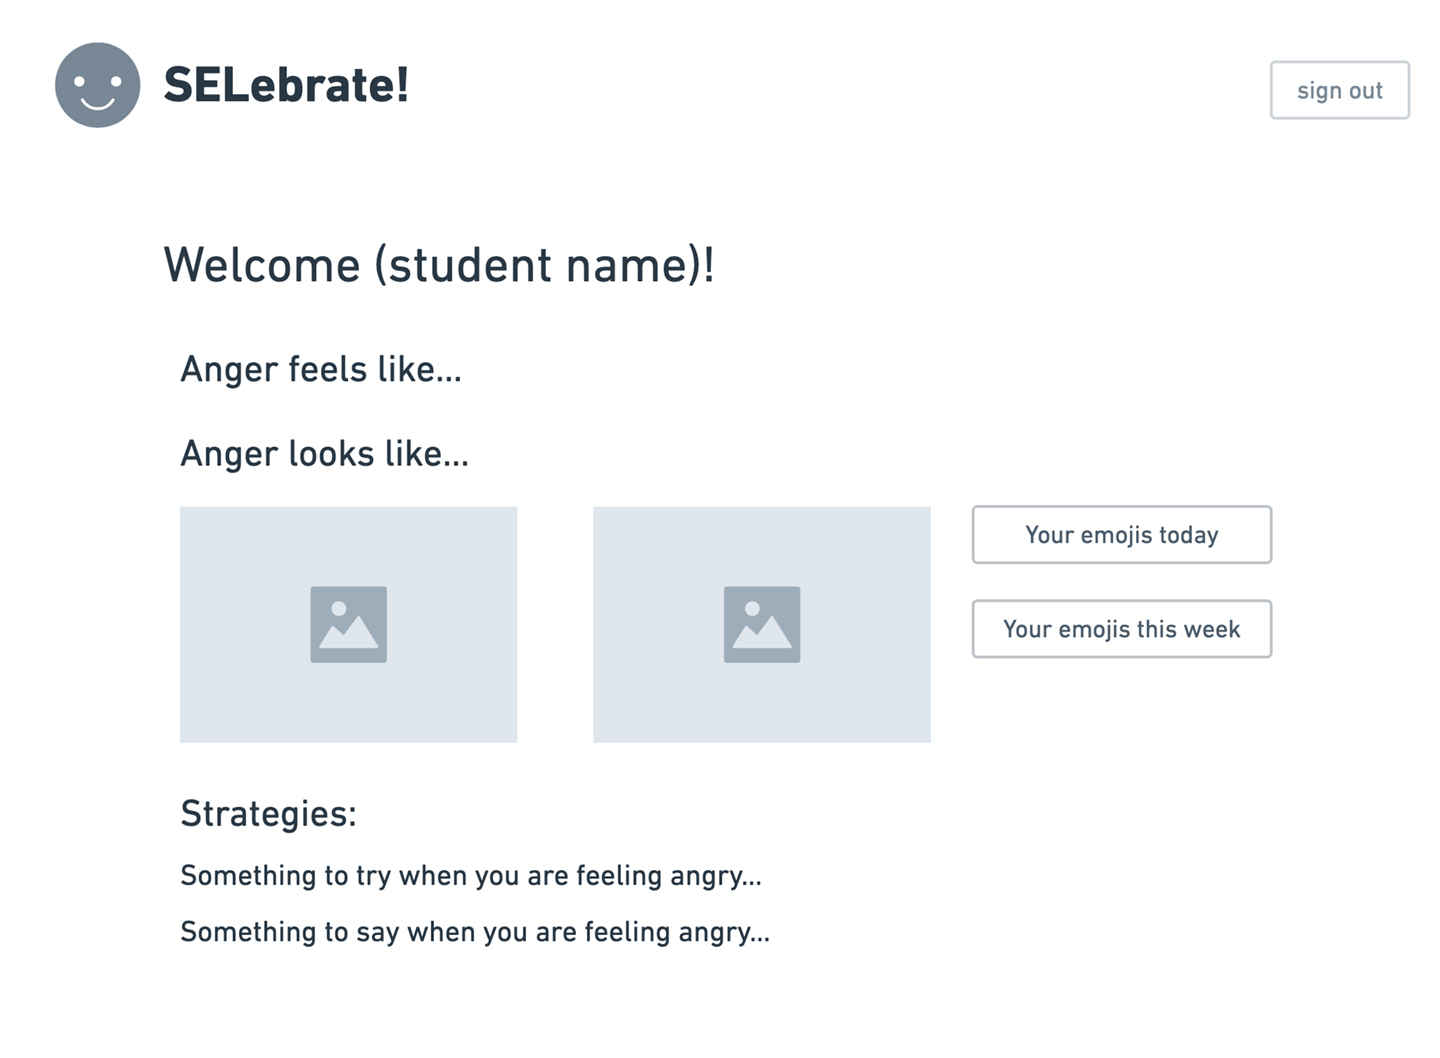 SELebrate!
sign out
Welcome (student name)!
Anger feels like...
Anger looks like...
Your emojis today
Your emojis this week
Strategies:
Something to try when you are feeling angry...
Something to say when you are feeling angry...